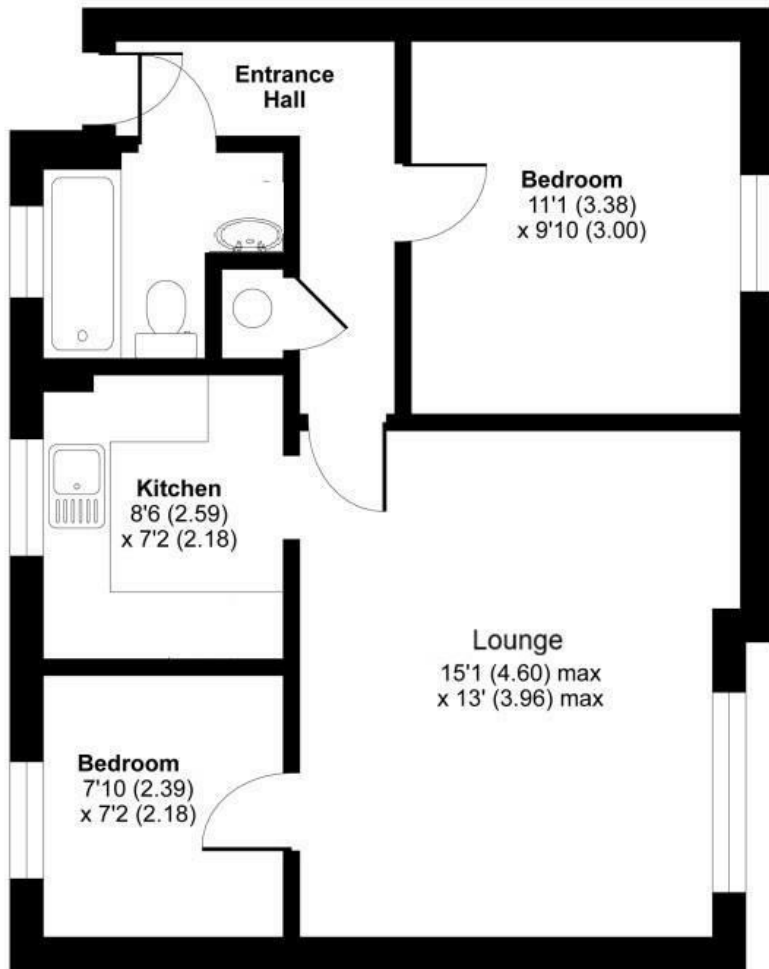 Entrance
Hall
Bedroom
11'1 (3.38)
x 9'10 (3.00)
Kitchen
8'6 (2.59)
x 7'2 (2.18)
Lounge
15'1 (4.60) max
x 13' (3.96) max
Bedroom
7'10 (2.39)
x 7'2 (2.18)